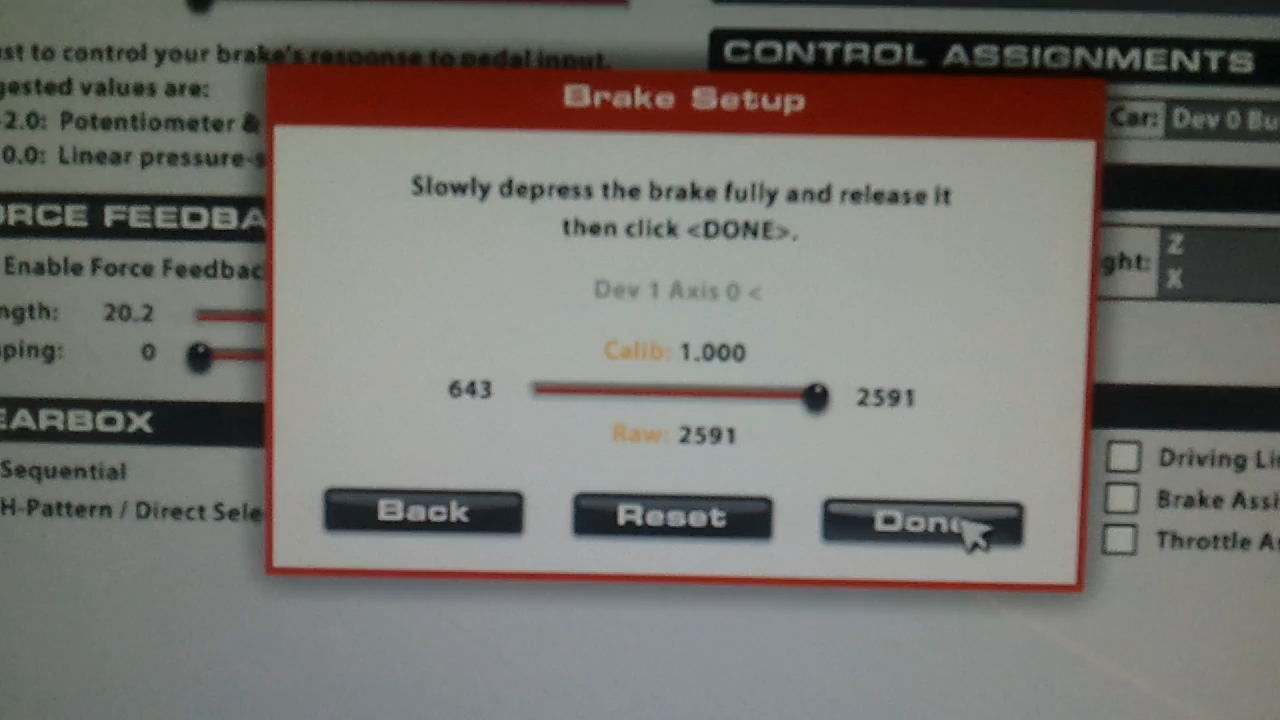 st to control your brake's response to pedal input.
gested values are:
2.0: Potentiometer &
0.0: Linear pressure-s
CONTROL ASSIGNMENTS
Car: Dev 0 Bu
Brake Setup
Slowly depress the brake fully and release it
then click <DONE>.
Dev 1 Axis 0 <
Calib: 1.000
643 2591
Raw: 2591
Back Reset Done
ORCE FEEDBA
Enable Force Feedbac
ngth: 20.2
ping: 0
EARBOX
Sequential
H-Pattern / Direct Sele
ght: Z
X
Driving Li
Brake Assi
Throttle As